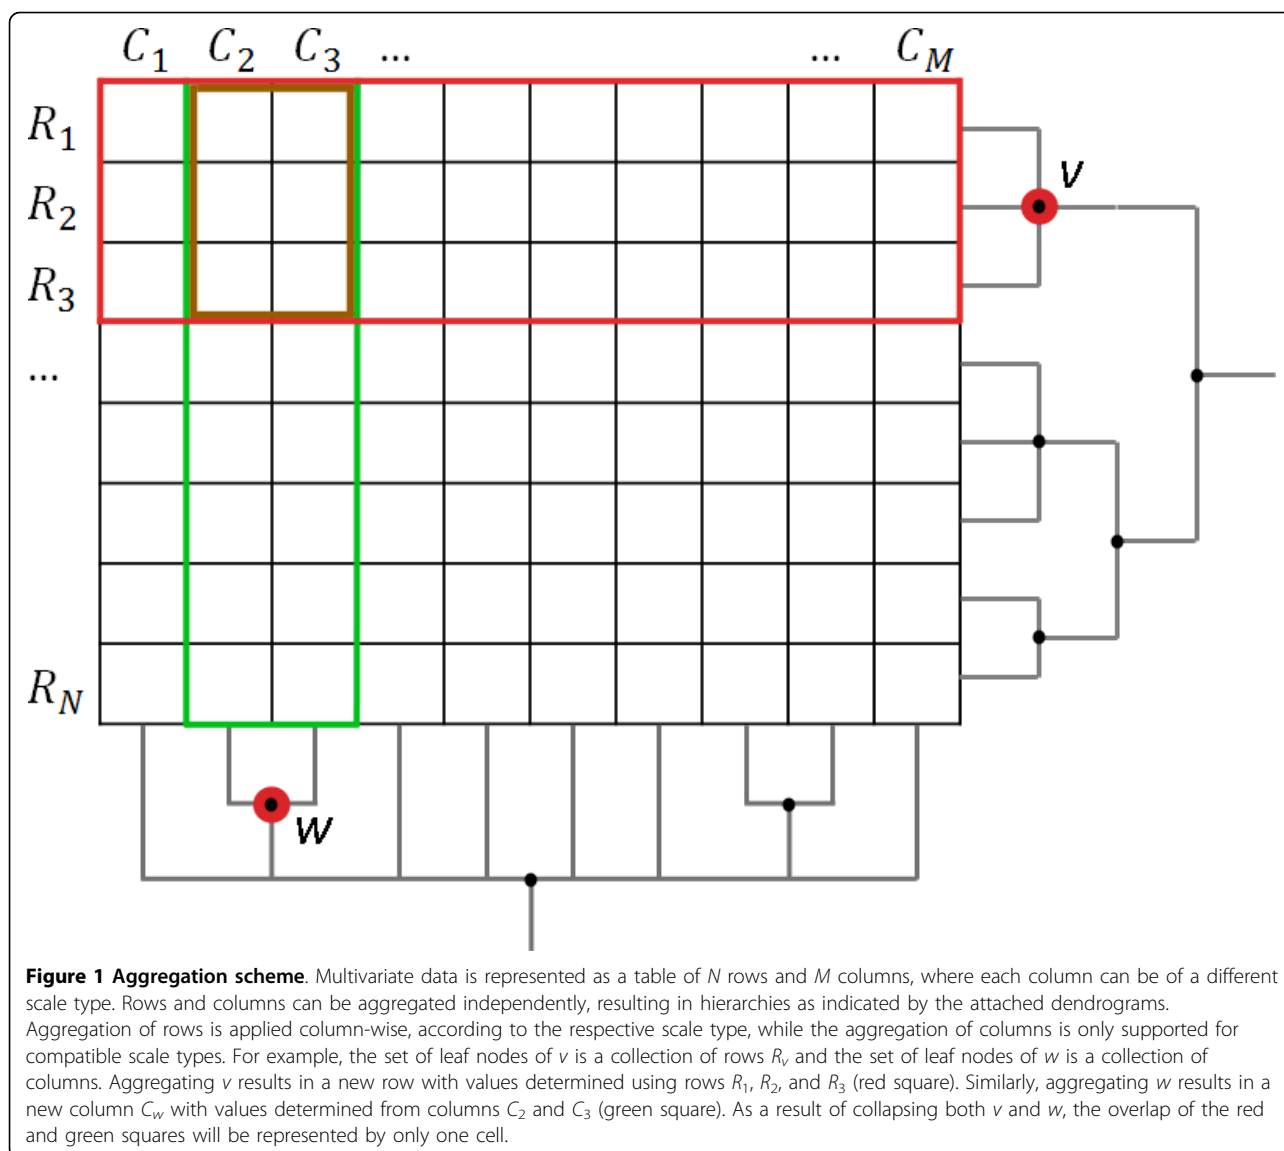 C1 C2 C3 ... ... CM
R1
v
R2
R3
...
RN
w
Figure 1 Aggregation scheme. Multivariate data is represented as a table of N rows and M columns, where each column can be of a different
scale type. Rows and columns can be aggregated independently, resulting in hierarchies as indicated by the attached dendrograms.
Aggregation of rows is applied column-wise, according to the respective scale type, while the aggregation of columns is only supported for
compatible scale types. For example, the set of leaf nodes of v is a collection of rows Rv and the set of leaf nodes of w is a collection of
columns. Aggregating v results in a new row with values determined using rows R1, R2, and R3 (red square). Similarly, aggregating w results in a
new column Cw with values determined from columns C2 and C3 (green square). As a result of collapsing both v and w, the overlap of the red
and green squares will be represented by only one cell.